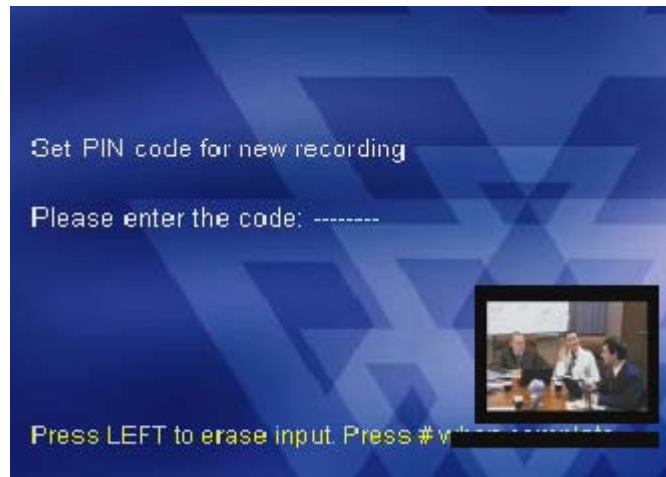 Set PIN code for new recording
Please enter the code: --------
Press LEFT to erase input. Press #